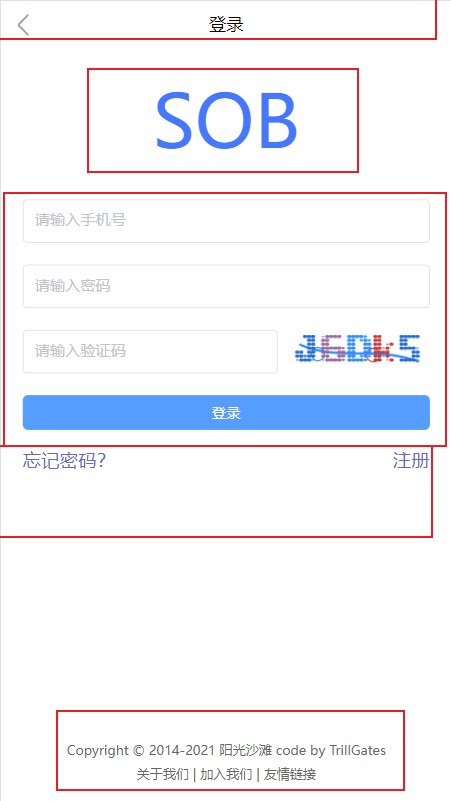 登录
SOB
请输入手机号
请输入密码
请输入验证码 J6Dk5
登录
忘记密码? 注册
Copyright © 2014-2021 阳光沙滩 code by TrillGates
关于我们 | 加入我们 | 友情链接